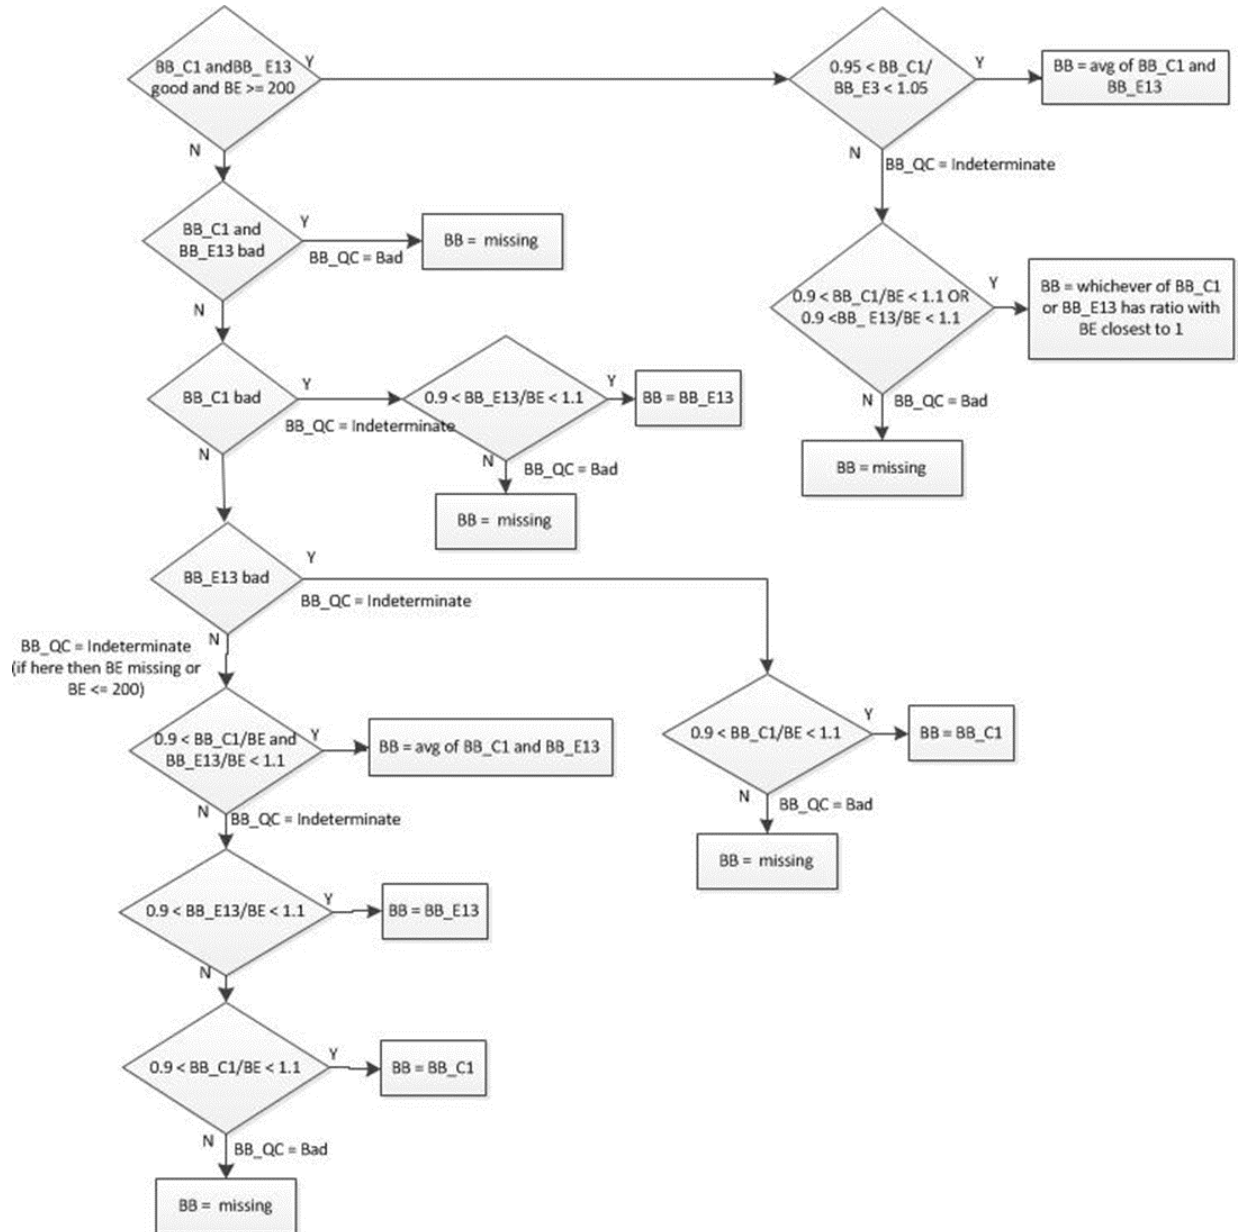 BB_C1 andBB_ E13
good and BE >= 200
Y
0.95 < BB_C1/
BB_E3 < 1.05
Y
BB = avg of BB_C1 and
BB_E13
N
N
BB_QC = Indeterminate
BB_C1 and
BB_E13 bad
Y
BB_QC = Bad
BB = missing
0.9 < BB_C1/BE < 1.1 OR
0.9 <BB_ E13/BE < 1.1
Y
BB = whichever of BB_C1
or BB_E13 has ratio with
BE closest to 1
N
N
BB_QC = Bad
BB = missing
BB_C1 bad
Y
BB_QC = Indeterminate
0.9 < BB_E13/BE < 1.1
Y
BB = BB_E13
N
N
BB_QC = Bad
BB = missing
BB_E13 bad
Y
BB_QC = Indeterminate
N
BB_QC = Indeterminate
(if here then BE missing or
BE <= 200)
0.9 < BB_C1/BE and
BB_E13/BE < 1.1
Y
BB = avg of BB_C1 and BB_E13
0.9 < BB_C1/BE < 1.1
Y
BB = BB_C1
N
BB_QC = Bad
BB = missing
N
BB_QC = Indeterminate
0.9 < BB_E13/BE < 1.1
Y
BB = BB_E13
N
0.9 < BB_C1/BE < 1.1
Y
BB = BB_C1
N
BB_QC = Bad
BB = missing